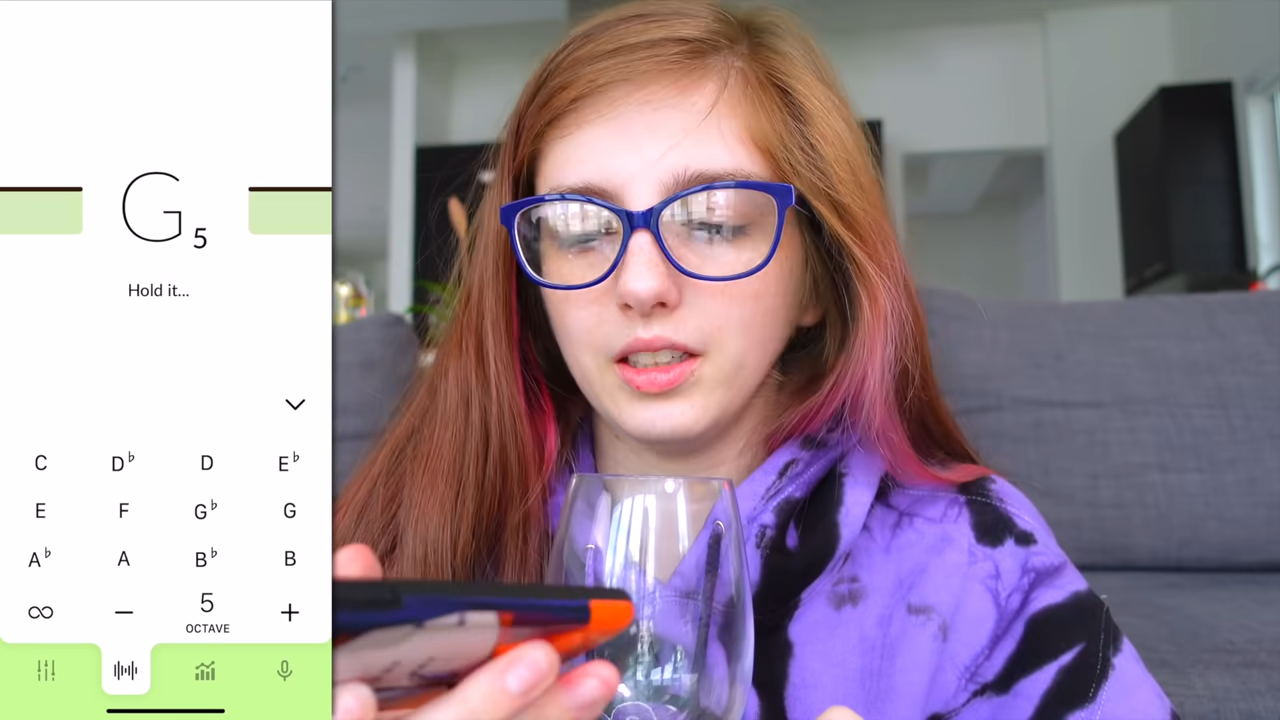 G5
Hold it...
C D♭ D E♭
E F G♭ G
A♭ A B♭ B
∞ − 5 +
OCTAVE